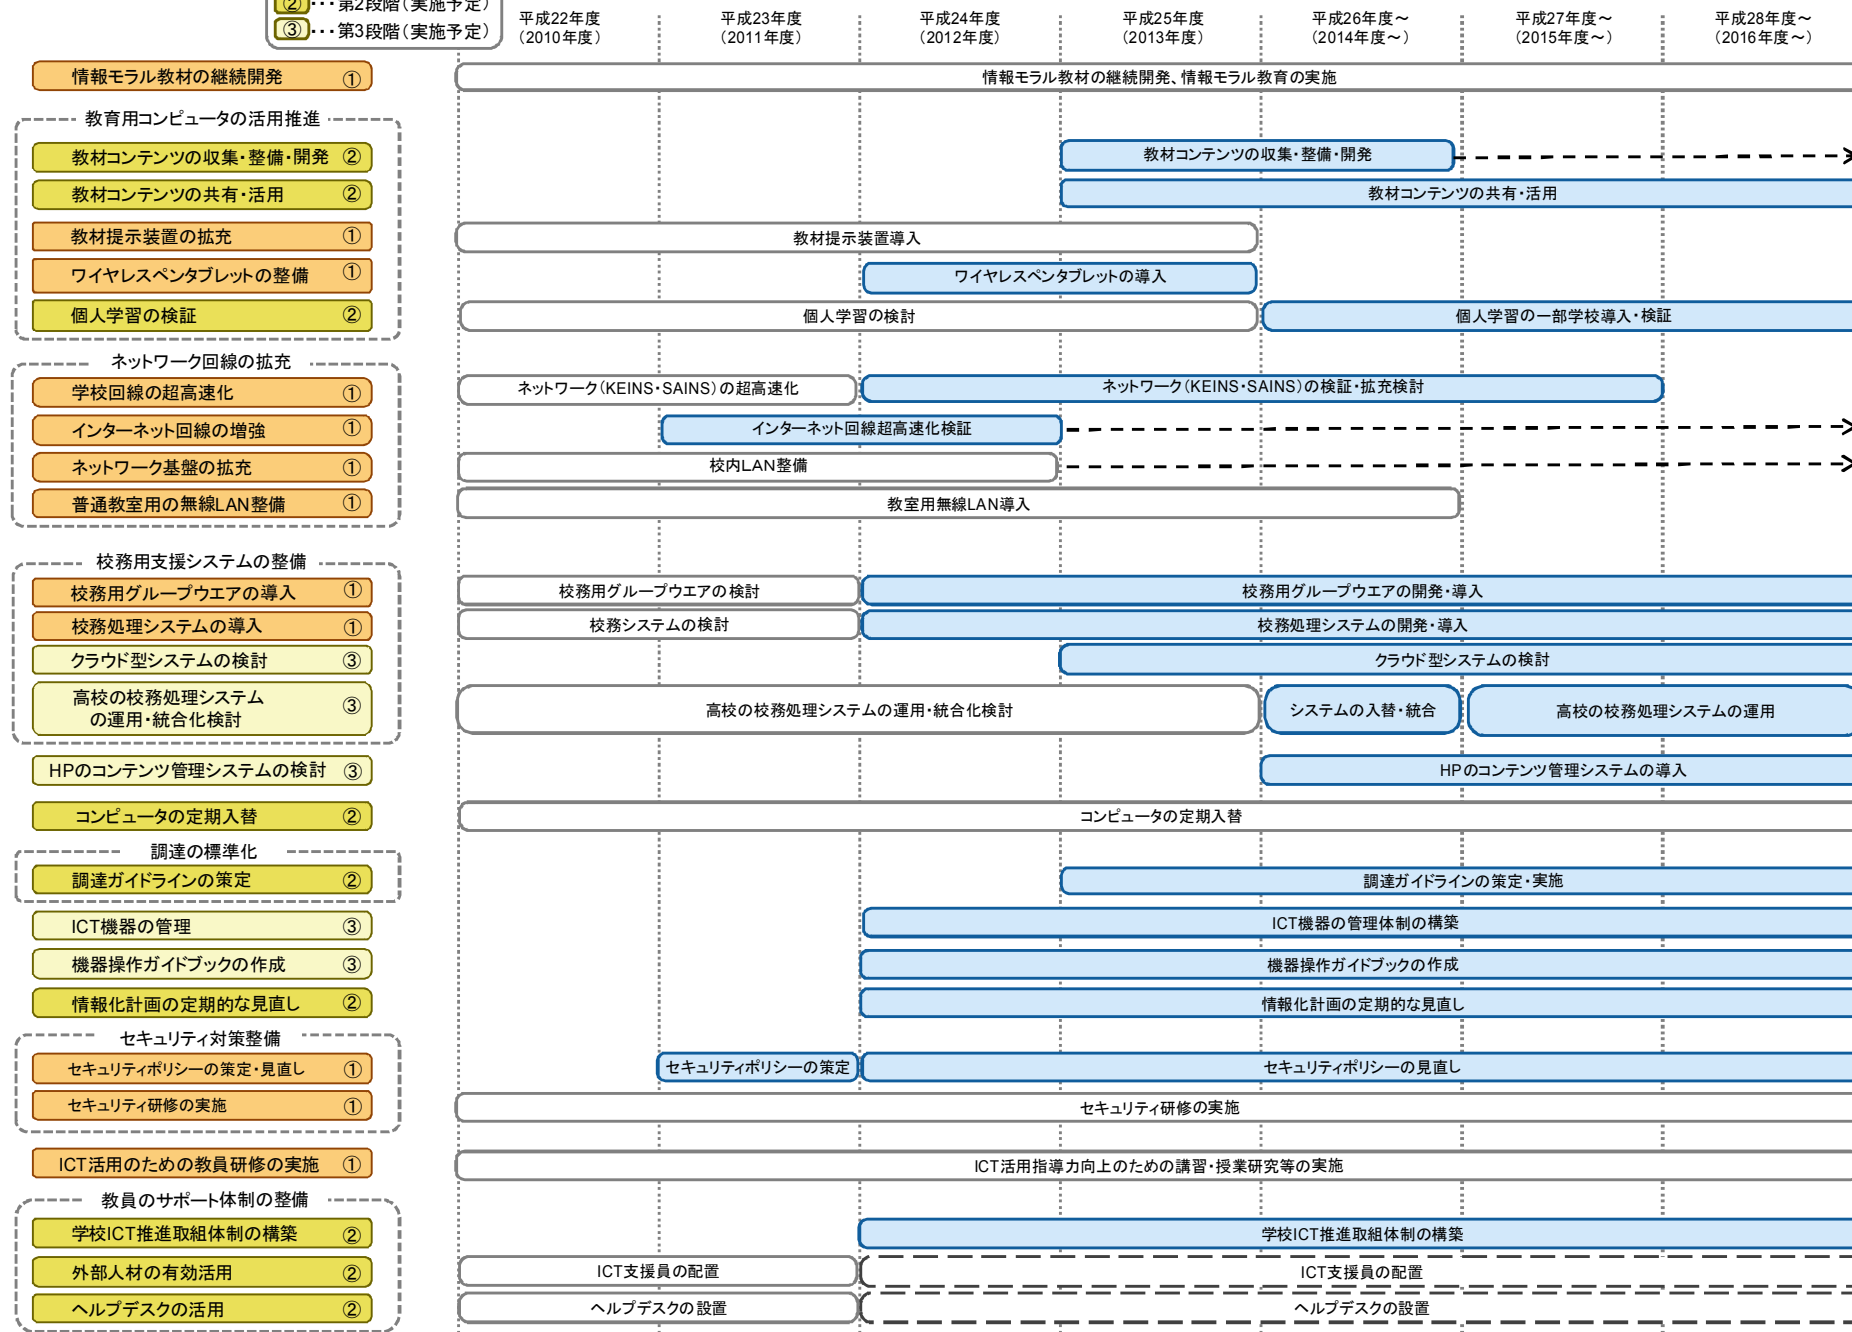 ②・・・第2段階(実施予定)
③・・・第3段階(実施予定)
平成22年度
(2010年度)
平成23年度
(2011年度)
平成24年度
(2012年度)
平成25年度
(2013年度)
平成26年度～
(2014年度～)
平成27年度～
(2015年度～)
平成28年度～
(2016年度～)
情報モラル教材の継続開発 ①
情報モラル教材の継続開発、情報モラル教育の実施
教育用コンピュータの活用推進
教材コンテンツの収集・整備・開発 ②
教材コンテンツの収集・整備・開発
教材コンテンツの共有・活用 ②
教材コンテンツの共有・活用
教材提示装置の拡充 ①
教材提示装置導入
ワイヤレスペンタブレットの整備 ①
ワイヤレスペンタブレットの導入
個人学習の検証 ②
個人学習の検討
個人学習の一部学校導入・検証
ネットワーク回線の拡充
学校回線の超高速化 ①
ネットワーク(KEINS・SAINS)の超高速化
ネットワーク(KEINS・SAINS)の検証・拡充検討
インターネット回線の増強 ①
インターネット回線超高速化検証
ネットワーク基盤の拡充 ①
校内LAN整備
普通教室用の無線LAN整備 ①
教室用無線LAN導入
校務用支援システムの整備
校務用グループウエアの導入 ①
校務用グループウエアの検討
校務用グループウエアの開発・導入
校務処理システムの導入 ①
校務システムの検討
校務処理システムの開発・導入
クラウド型システムの検討 ③
クラウド型システムの検討
高校の校務処理システム
の運用・統合化検討 ③
高校の校務処理システムの運用・統合化検討
システムの入替・統合
高校の校務処理システムの運用
HPのコンテンツ管理システムの検討 ③
HPのコンテンツ管理システムの導入
コンピュータの定期入替 ②
コンピュータの定期入替
調達の標準化
調達ガイドラインの策定 ②
調達ガイドラインの策定・実施
ICT機器の管理 ③
ICT機器の管理体制の構築
機器操作ガイドブックの作成 ③
機器操作ガイドブックの作成
情報化計画の定期的な見直し ②
情報化計画の定期的な見直し
セキュリティ対策整備
セキュリティポリシーの策定・見直し ①
セキュリティポリシーの策定
セキュリティポリシーの見直し
セキュリティ研修の実施 ①
セキュリティ研修の実施
ICT活用のための教員研修の実施 ①
ICT活用指導力向上のための講習・授業研究等の実施
教員のサポート体制の整備
学校ICT推進取組体制の構築 ②
学校ICT推進取組体制の構築
外部人材の有効活用 ②
ICT支援員の配置
ICT支援員の配置
ヘルプデスクの活用 ②
ヘルプデスクの設置
ヘルプデスクの設置